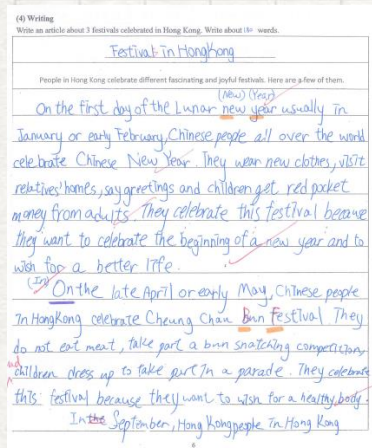 (4) Writing
Write an article about 3 festivals celebrated in Hong Kong. Write about 150 words.
Festival in HongKong
People in Hong Kong celebrate different fascinating and joyful festivals. Here are a few of them.
(New) (Year)
On the first day of the Lunar new year usually in
January or early February, Chinese people all over the world
celebrate Chinese New Year. They wear new clothes, visit
relatives' homes, say greetings and children get red pocket
money from adults. They celebrate this festival because
they want to celebrate the beginning of a new year and to
wish for a better life.
(In)
On the late April or early May, Chinese people
in HongKong celebrate Cheung Chau Bun Festival. They
do not eat meat, take part a bun snatching competition,
and
children dress up to take part in a parade. They celebrate
this festival because they want to wish for a healthy body.
In the September, Hong Kong people in Hong Kong